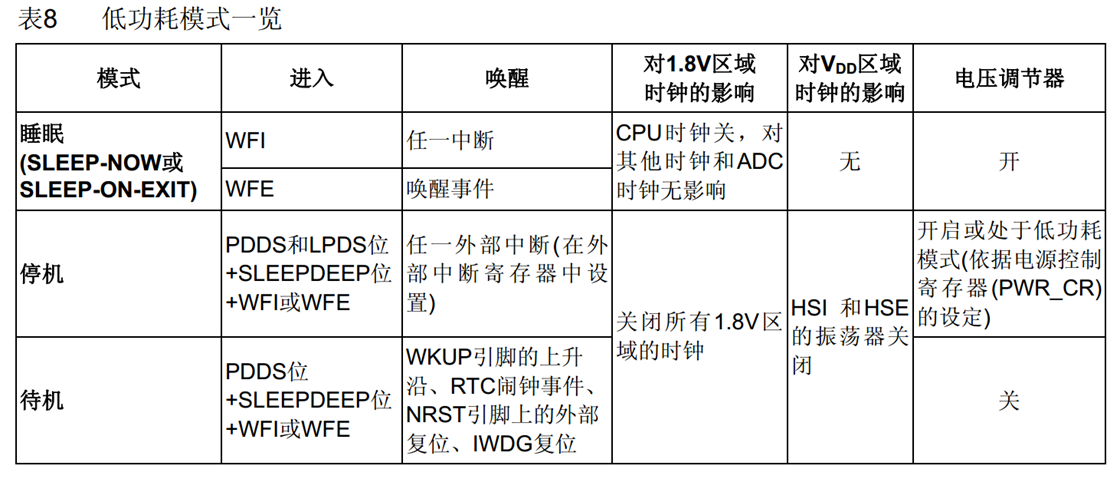 表8 低功耗模式一览
模式
进入
唤醒
对1.8V区域
时钟的影响
对VDD区域
时钟的影响
电压调节器
睡眠
(SLEEP-NOW或
SLEEP-ON-EXIT)
WFI
任一中断
WFE
唤醒事件
CPU时钟关，对
其他时钟和ADC
时钟无影响
无
开
停机
PDDS和LPDS位
+SLEEPDEEP位
+WFI或WFE
任一外部中断(在外
部中断寄存器中设
置)
关闭所有1.8V区
域的时钟
HSI 和HSE
的振荡器关
闭
开启或处于低功耗
模式(依据电源控制
寄存器(PWR_CR)
的设定)
待机
PDDS位
+SLEEPDEEP位
+WFI或WFE
WKUP引脚的上升
沿、RTC闹钟事件、
NRST引脚上的外部
复位、IWDG复位
关